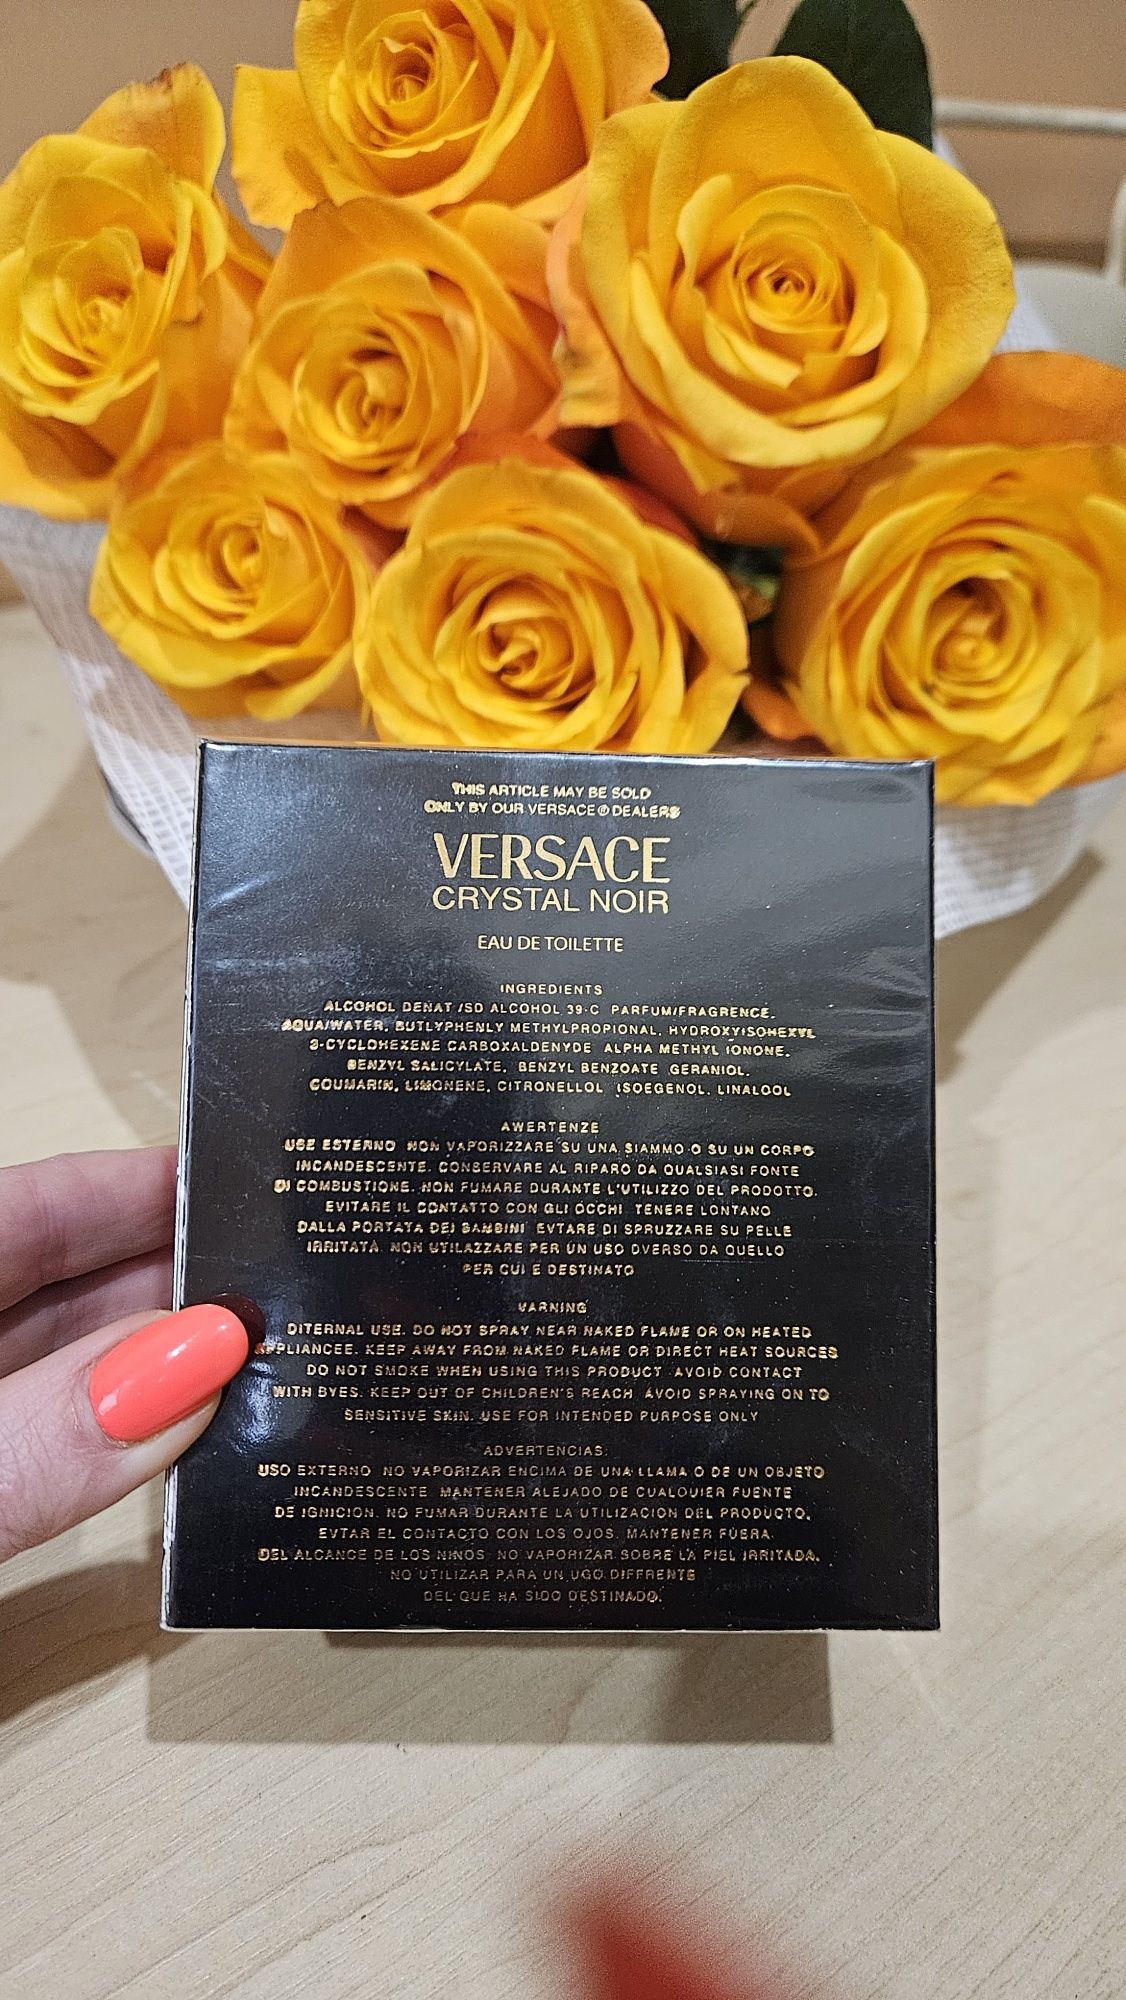 THIS ARTICLE MAY BE SOLD
ONLY BY OUR VERSACE® DEALERS
VERSACE
CRYSTAL NOIR
EAU DE TOILETTE
INGREDIENTS
ALCOHOL DENAT /SD ALCOHOL 39-C PARFUM/FRAGRENCE.
AQUA/WATER, BUTLYPHENLY METHYLPROPIONAL, HYDROXYISOHEXYL
3-CYCLOHEXENE CARBOXALDENYDE ALPHA METHYL IONONE.
BENZYL SALICYLATE, BENZYL BENZOATE GERANIOL.
COUMARIN, LIMONENE, CITRONELLOL ISOEGENOL. LINALOOL
AWERTENZE
USE ESTERNO NON VAPORIZZARE SU UNA SIAMMO O SU UN CORPO
INCANDESCENTE. CONSERVARE AL RIPARO DA QUALSIASI FONTE
DI COMBUSTIONE. NON FUMARE DURANTE L'UTILIZZO DEL PRODOTTO.
EVITARE IL CONTATTO CON GLI OCCHI TENERE LONTANO
DALLA PORTATA DEI BAMBINI EVTARE DI SPRUZZARE SU PELLE
IRRITATA. NON UTILAZZARE PER UN USO DVERSO DA QUELLO
PER CUI E DESTINATO
VARNING
DITERNAL USE. DO NOT SPRAY NEAR NAKED FLAME OR ON HEATED
APPLIANCEE. KEEP AWAY FROM NAKED FLAME OR DIRECT HEAT SOURCES
DO NOT SMOKE WHEN USING THIS PRODUCT AVOID CONTACT
WITH BYES. KEEP OUT OF CHILDREN'S REACH. AVOID SPRAYING ON TO
SENSITIVE SKIN. USE FOR INTENDED PURPOSE ONLY
ADVERTENCIAS:
USO EXTERNO NO VAPORIZAR ENCIMA DE UNA LLAMA O DE UN OBJETO
INCANDESCENTE MANTENER ALEJADO DE CUALOUIER FUENTE
DE IGNICION. NO FUMAR DURANTE LA UTILIZACION DEL PRODUCTO.
EVTAR EL CONTACTO CON LOS OJOS. MANTENER FUERA.
DEL ALCANCE DE LOS NINOS NO VAPORIZAR SOBRE LA PIEL IRRITADA.
NO UTILIZAR PARA UN UGO DIFFRENTE
DEL QUE HA SIDO DESTINADO.